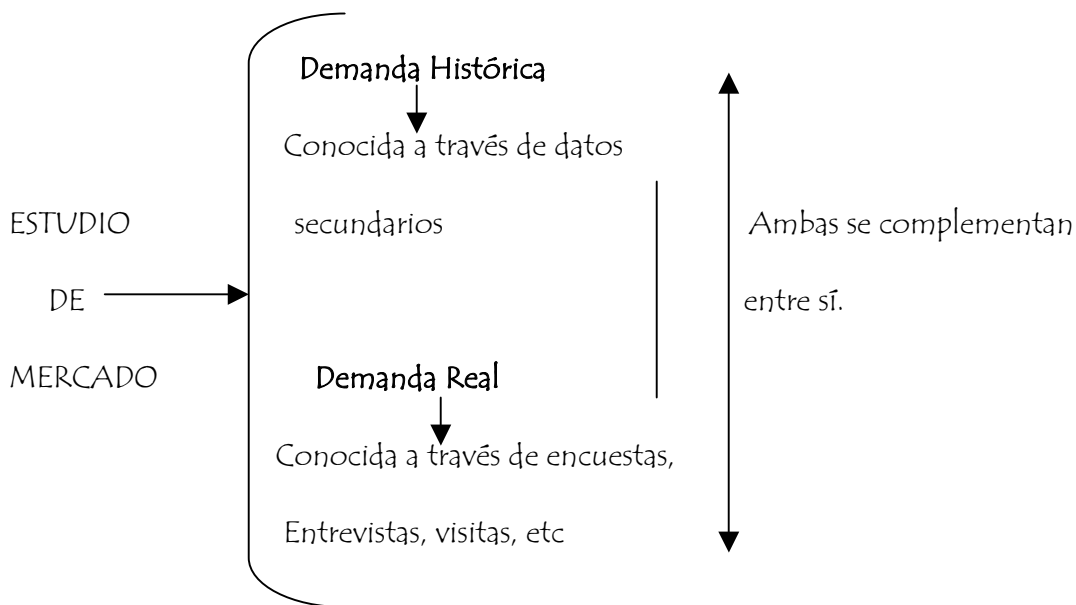 Demanda Histórica
Conocida a través de datos
secundarios
ESTUDIO
DE
MERCADO
Demanda Real
Conocida a través de encuestas,
Entrevistas, visitas, etc
Ambas se complementan
entre sí.